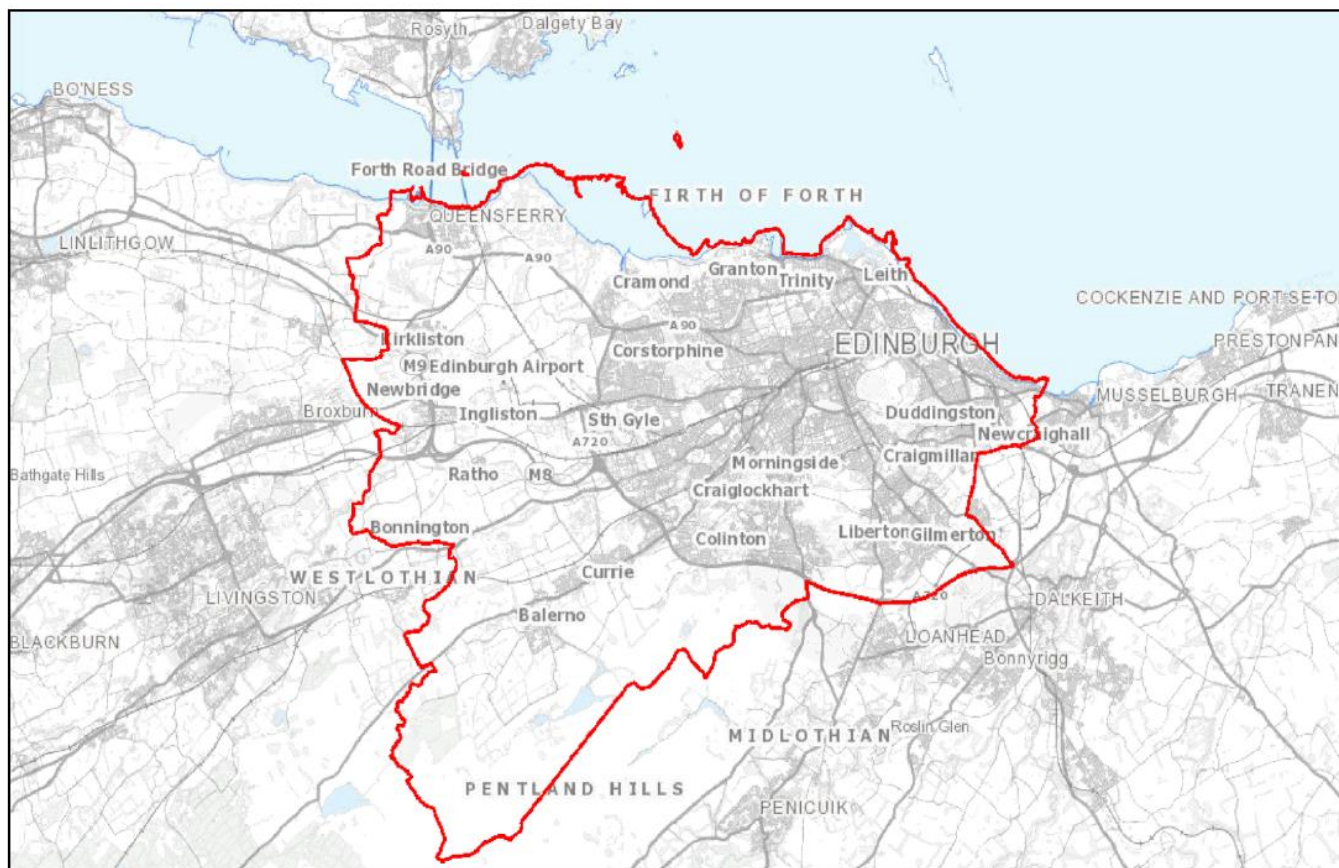 Rosyth
Dalgety Bay
BO'NESS
Forth Road Bridge
FIRTH OF FORTH
QUEENSFERRY
LINLITHGOW
A90
A90
Cramond
Granton
Trinity
Leith
COCKENZIE AND PORT SETO
A90
Kirkliston
EDINBURGH
PRESTONPAN
Corstorphine
M9
Edinburgh Airport
Newbridge
MUSSELBURGH
TRANEN
Broxburn
Ingliston
Sth Gyle
Duddingston
Newcraighall
A720
Craigmillar
Bathgate Hills
Ratho
M8
Morningside
Craiglockhart
Bonnington
Liberton
Gilmerton
Colinton
WEST LOTHIAN
Currie
LIVINGSTON
A720
DALKEITH
Balerno
BLACKBURN
LOANHEAD
Bonnyrigg
MIDLOTHIAN
Roslin Glen
PENTLAND HILLS
PENICUIK